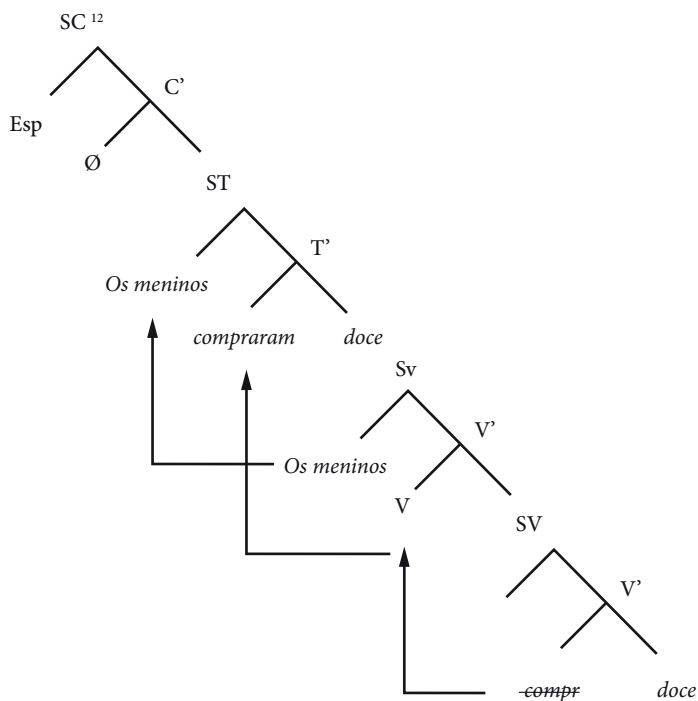 SC 12
C’
Esp
Ø
ST
T’
Os meninos
compraram doce
Sv
V’
Os meninos
V
SV
V’
compr doce